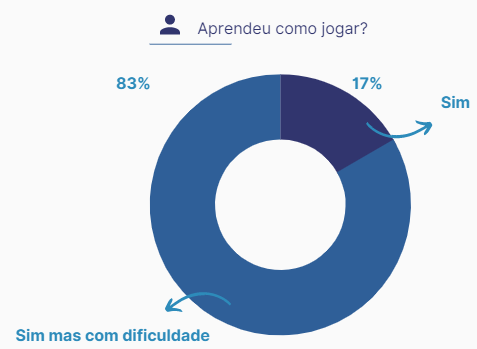 Aprendeu como jogar?
83%
17%
Sim
Sim mas com dificuldade